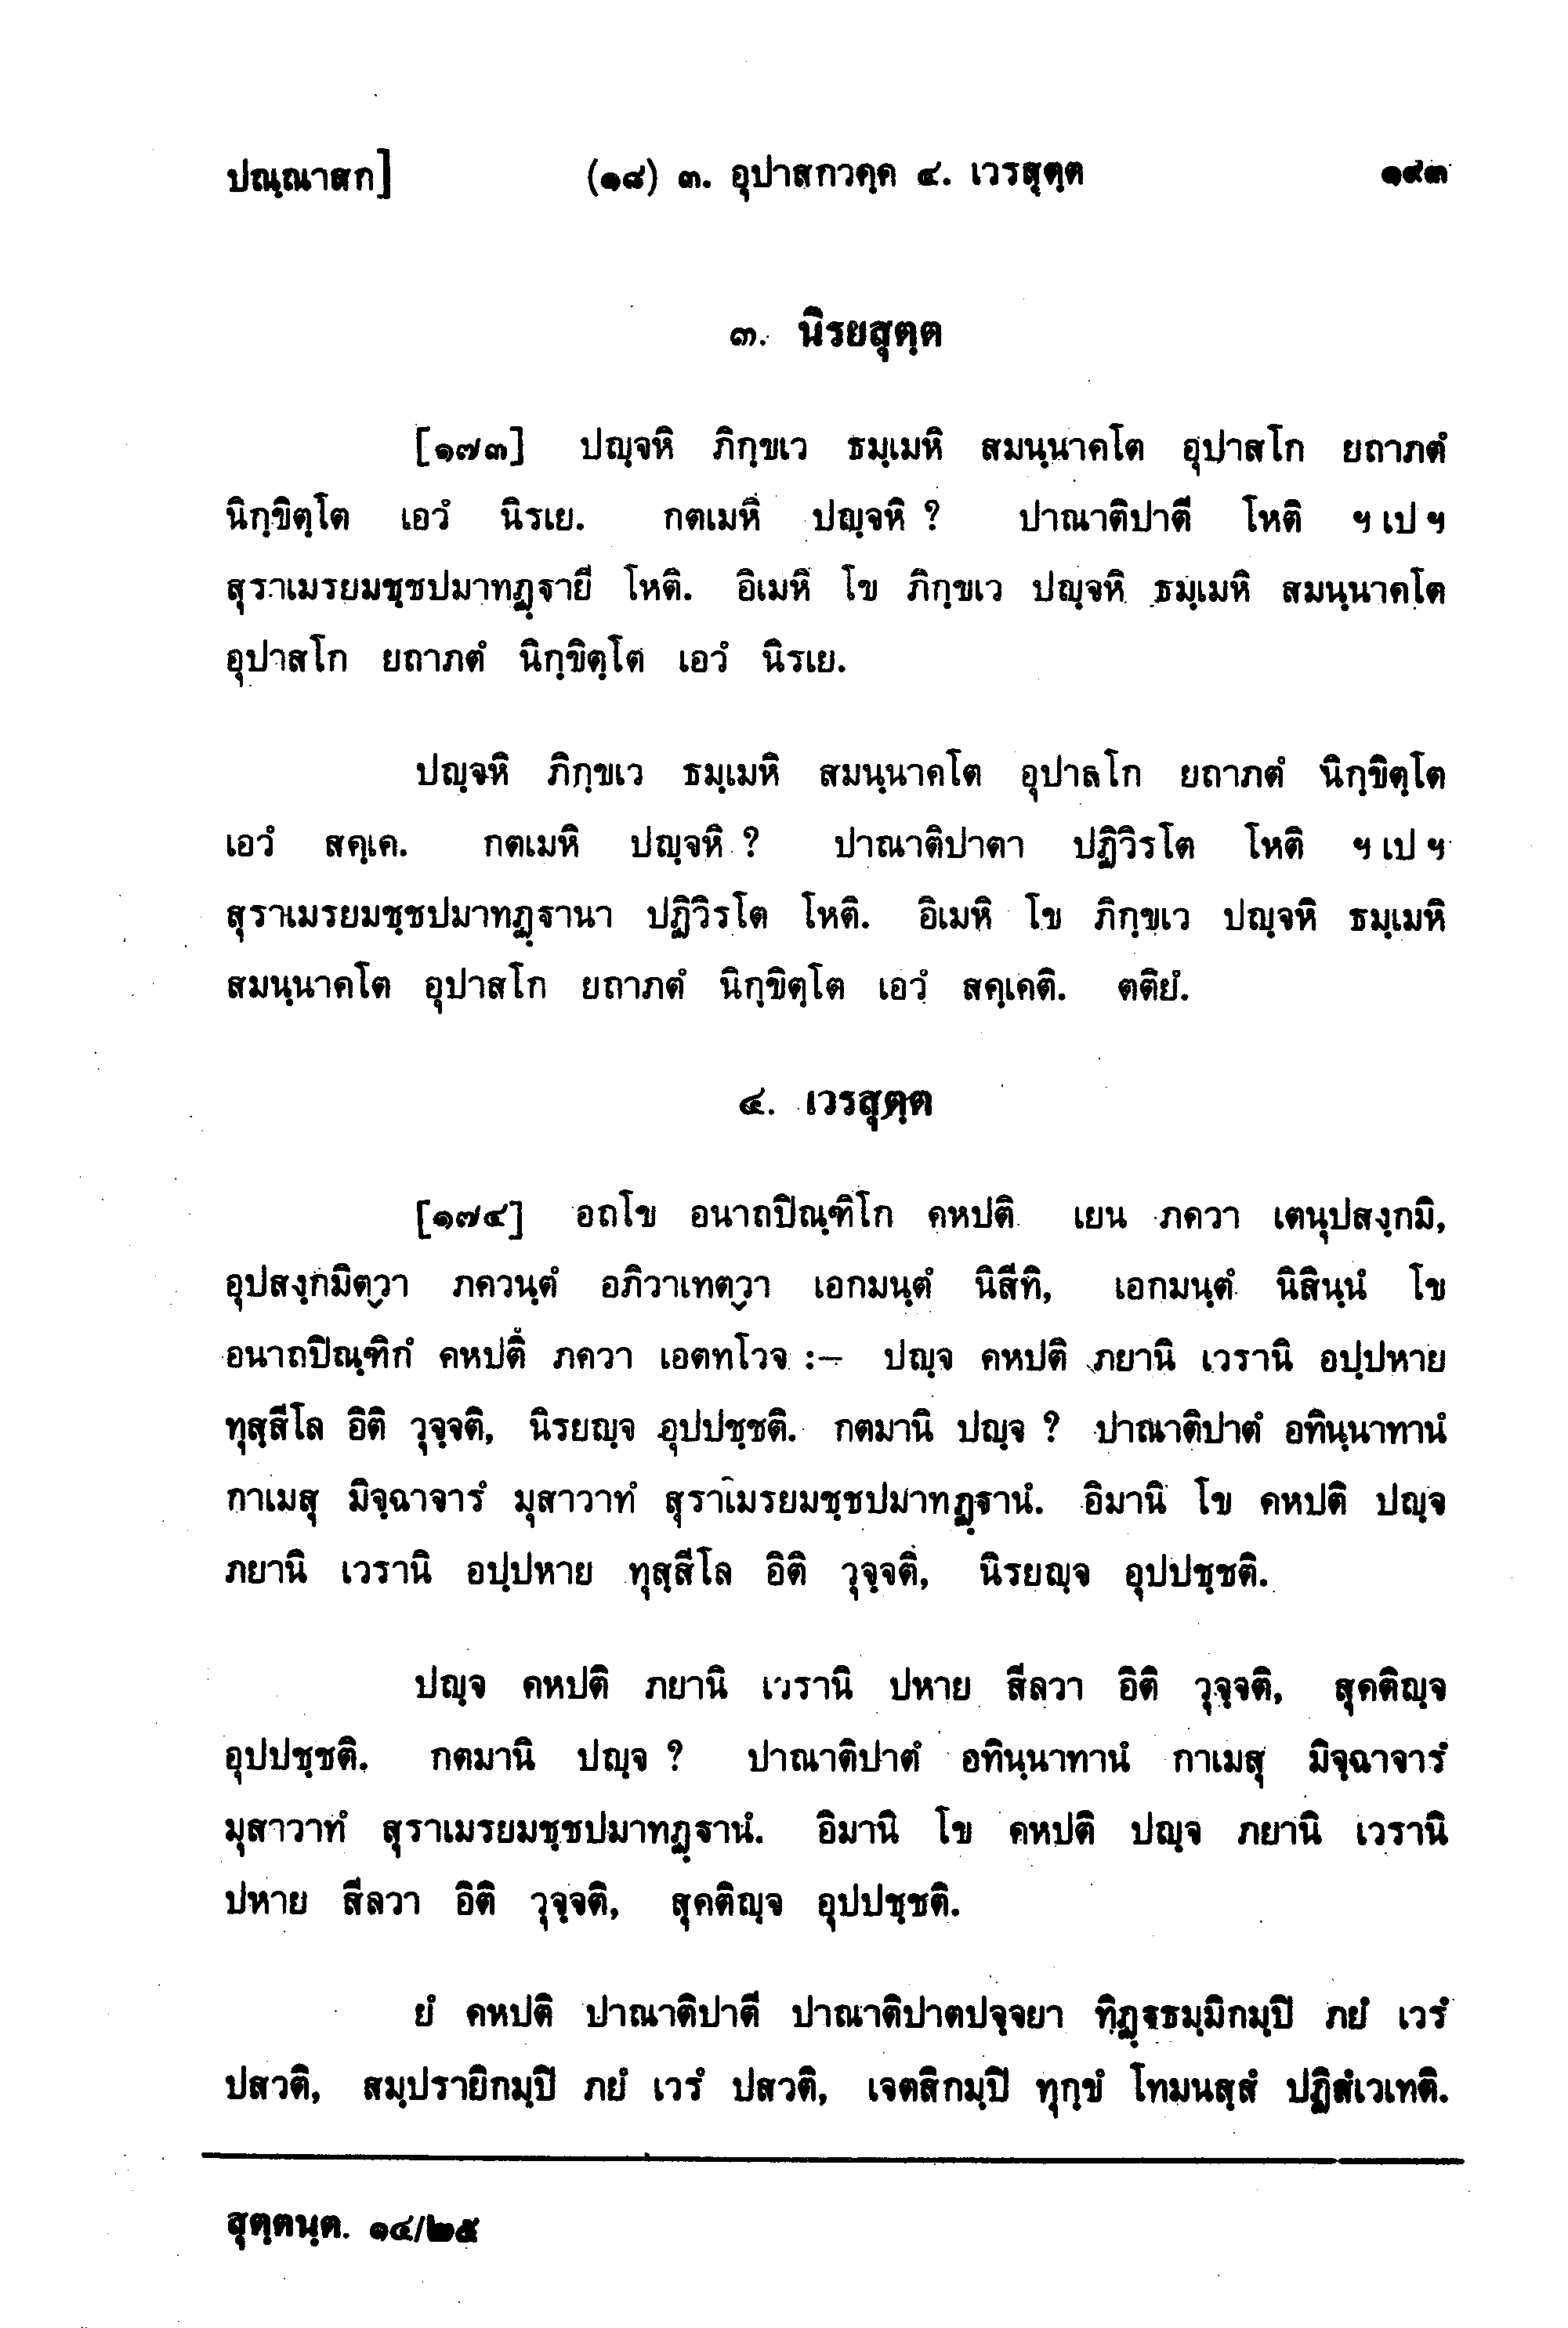 ปณฺณาสก] (๑๘) ๓. อุปาสกวคฺค ๔. เวรสุตฺต ๑๙๓
๓. นิรยสุตฺต
[๑๗๓] ปญฺจหิ ภิกฺขเว ธมฺเมหิ สมนฺนาคโต อุปาสโก ยถาภตํ
นิกฺขิตฺโต เอวํ นิรเย. กตเมหิ ปญฺจหิ ? ปาณาติปาตี โหติ ฯ เป ฯ
สุราเมรยมชฺชปมาทฏฺฐายี โหติ. อิเมหิ โข ภิกฺขเว ปญฺจหิ ธมฺเมหิ สมนฺนาคโต
อุปาสโก ยถาภตํ นิกฺขิตฺโต เอวํ นิรเย.
ปญฺจหิ ภิกฺขเว ธมฺเมหิ สมนฺนาคโต อุปาสโก ยถาภตํ นิกฺขิตฺโต
เอวํ สคฺเค. กตเมหิ ปญฺจหิ ? ปาณาติปาตา ปฏิวิรโต โหติ ฯ เป ฯ
สุราเมรยมชฺชปมาทฏฺฐานา ปฏิวิรโต โหติ. อิเมหิ โข ภิกฺขเว ปญฺจหิ ธมฺเมหิ
สมนฺนาคโต อุปาสโก ยถาภตํ นิกฺขิตฺโต เอวํ สคฺเคติ. ตติยํ.
๔. เวรสุตฺต
[๑๗๔] อถโข อนาถปิณฺฑิโก คหปติ เยน ภควา เตนุปสงฺกมิ,
อุปสงฺกมิตฺวา ภควนฺตํ อภิวาเทตฺวา เอกมนฺตํ นิสีทิ, เอกมนฺตํ นิสินฺนํ โข
อนาถปิณฺฑิกํ คหปตึ ภควา เอตทโวจ :– ปญฺจ คหปติ ภยานิ เวรานิ อปฺปหาย
ทุสฺสีโล อิติ วุจฺจติ, นิรยญฺจ อุปปชฺชติ. กตมานิ ปญฺจ ? ปาณาติปาตํ อทินฺนาทานํ
กาเมสุ มิจฺฉาจารํ มุสาวาทํ สุราเมรยมชฺชปมาทฏฺฐานํ. อิมานิ โข คหปติ ปญฺจ
ภยานิ เวรานิ อปฺปหาย ทุสฺสีโล อิติ วุจฺจติ, นิรยญฺจ อุปปชฺชติ.
ปญฺจ คหปติ ภยานิ เวรานิ ปหาย สีลวา อิติ วุจฺจติ, สุคติญฺจ
อุปปชฺชติ. กตมานิ ปญฺจ ? ปาณาติปาตํ อทินฺนาทานํ กาเมสุ มิจฺฉาจารํ
มุสาวาทํ สุราเมรยมชฺชปมาทฏฺฐานํ. อิมานิ โข คหปติ ปญฺจ ภยานิ เวรานิ
ปหาย สีลวา อิติ วุจฺจติ, สุคติญฺจ อุปปชฺชติ.
ยํ คหปติ ปาณาติปาตี ปาณาติปาตปจฺจยา ทิฏฺฐธมฺมิกมฺปิ ภยํ เวรํ
ปสวติ, สมฺปรายิกมฺปิ ภยํ เวรํ ปสวติ, เจตสิกมฺปิ ทุกฺขํ โทมนสฺสํ ปฏิสํเวเทติ.
สุตฺตนฺต. ๑๔/๒๕